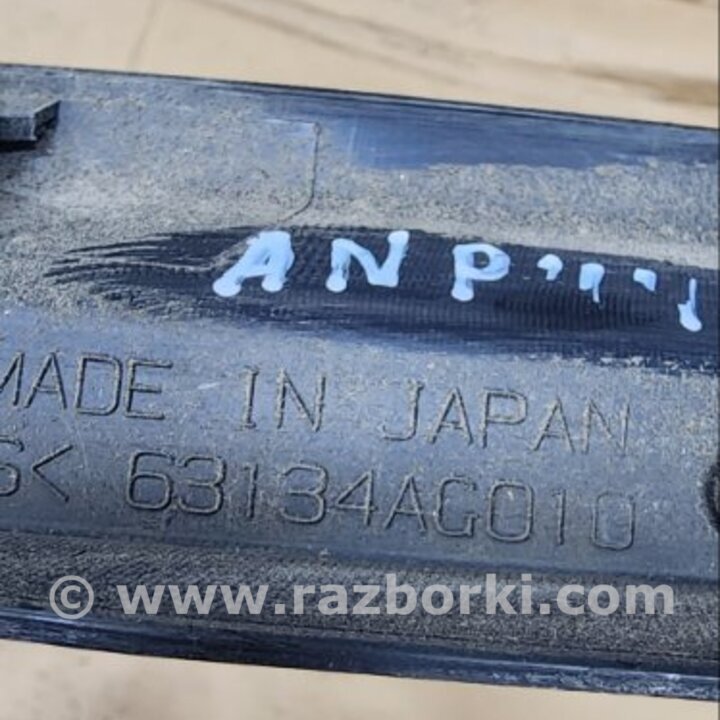 ANP
MADE IN JAPAN
S< 63134AG010
© www.razborki.com